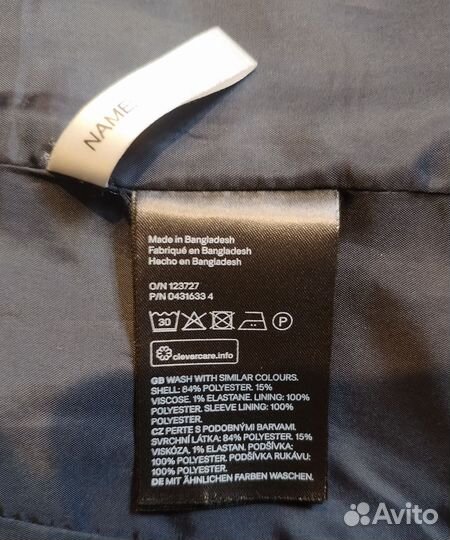 NAME:
Made in Bangladesh
Fabriqué en Bangladesh
Hecho en Bangladesh
O/N 123727
P/N 0431633 4
30
P
clevercare.info
GB WASH WITH SIMILAR COLOURS.
SHELL: 84% POLYESTER. 15%
VISCOSE. 1% ELASTANE. LINING: 100%
POLYESTER. SLEEVE LINING: 100%
POLYESTER.
CZ PERTE S PODOBNÝMI BARVAMI.
SVRCHNÍ LÁTKA: 84% POLYESTER. 15%
VISKÓZA. 1% ELASTAN. PODŠÍVKA:
100% POLYESTER. PODŠÍVKA RUKÁVU:
100% POLYESTER.
DE MIT ÄHNLICHEN FARBEN WASCHEN.
Avito